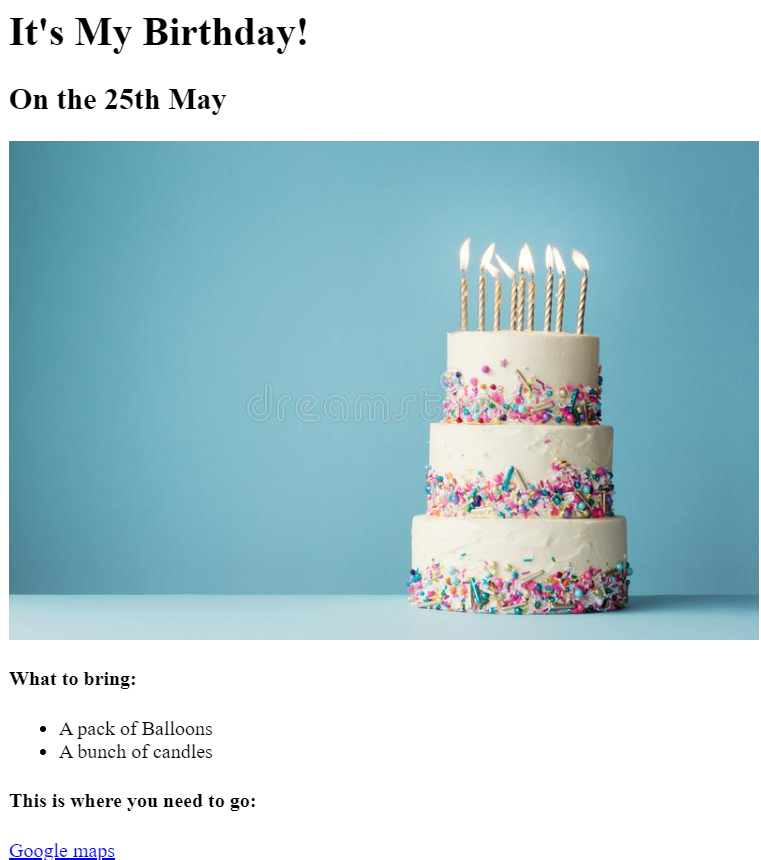 It's My Birthday!
On the 25th May
dreamst
What to bring:
A pack of Balloons
A bunch of candles
This is where you need to go:
Google maps